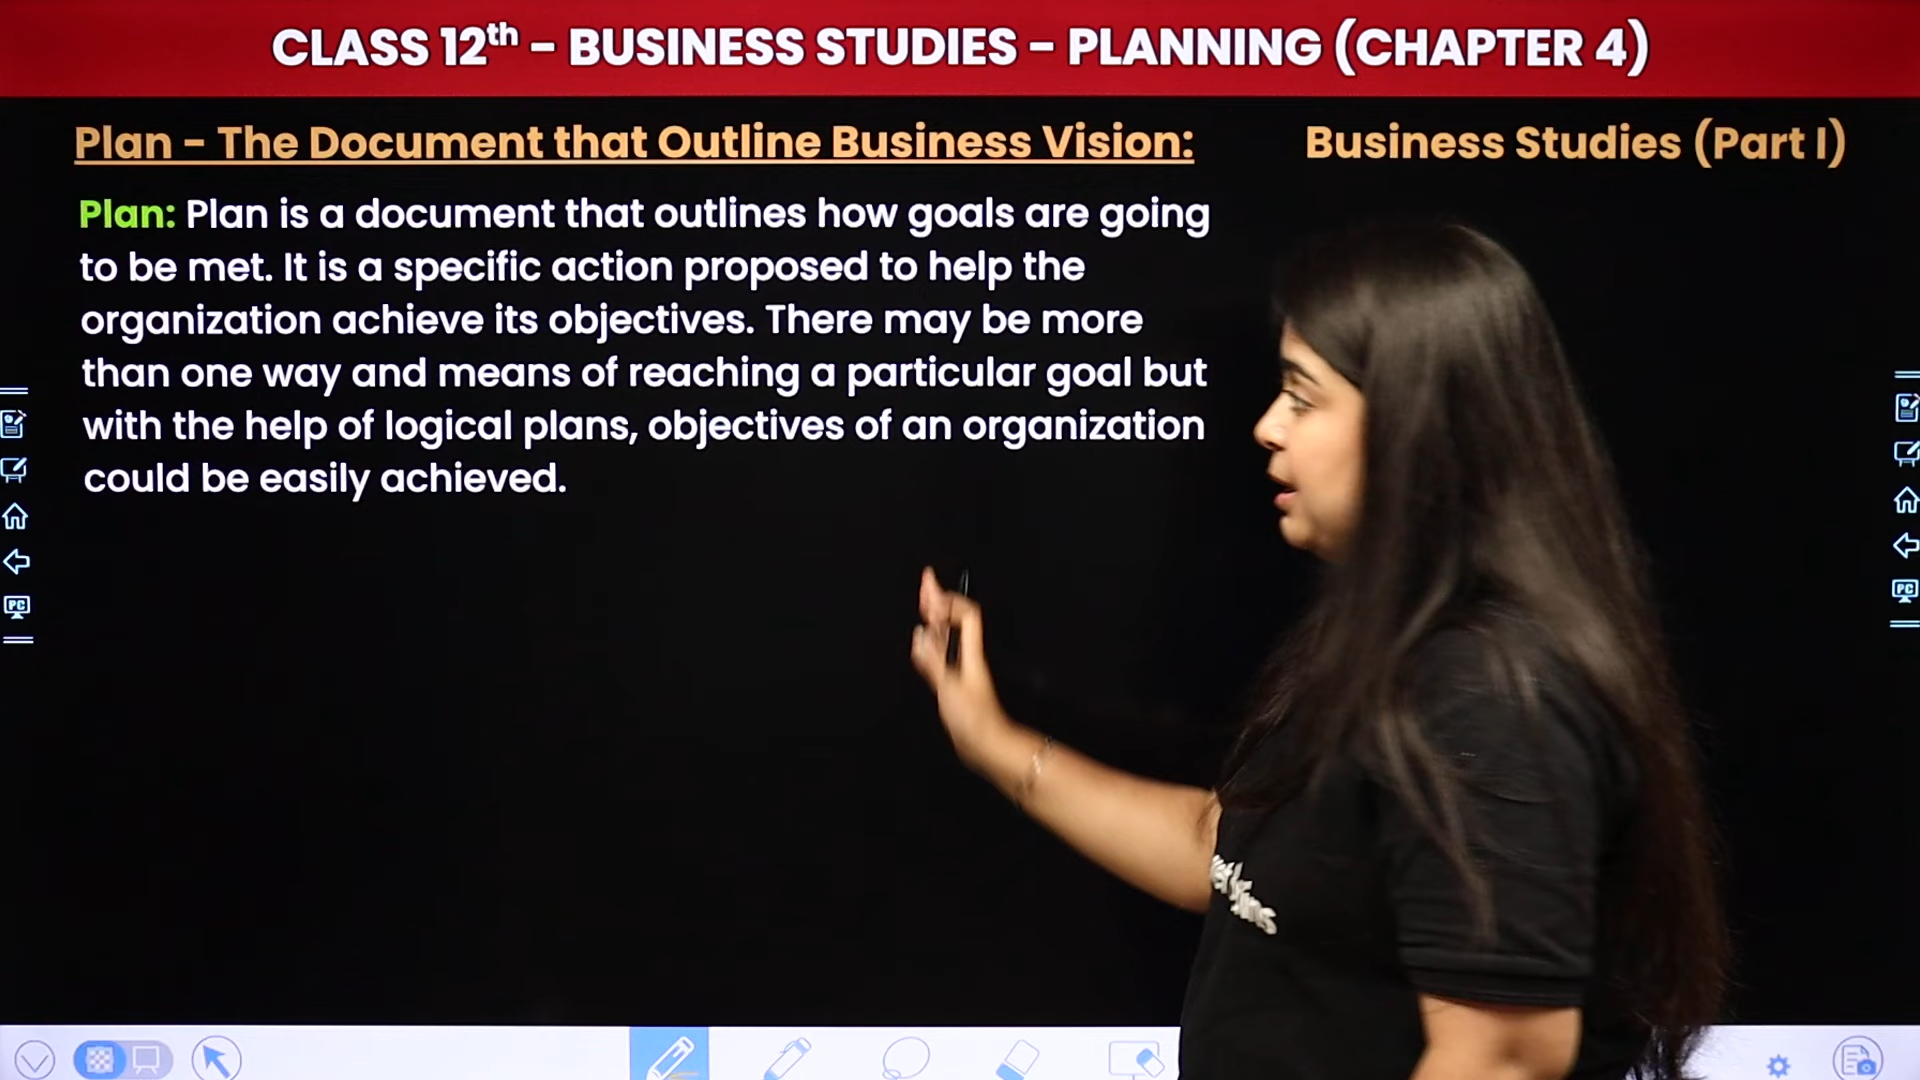 CLASS 12th - BUSINESS STUDIES - PLANNING (CHAPTER 4)
Plan - The Document that Outline Business Vision:
Business Studies (Part I)
Plan: Plan is a document that outlines how goals are going
to be met. It is a specific action proposed to help the
organization achieve its objectives. There may be more
than one way and means of reaching a particular goal but
with the help of logical plans, objectives of an organization
could be easily achieved.
PC
PC